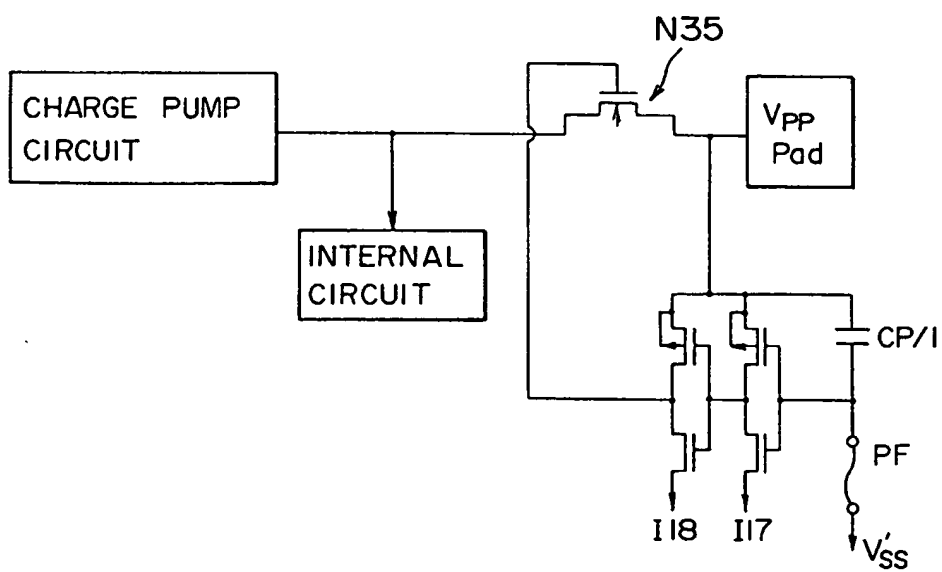 N35
CHARGE PUMP
CIRCUIT
VPP
Pad
INTERNAL
CIRCUIT
CP/1
PF
I18
I17
V'SS